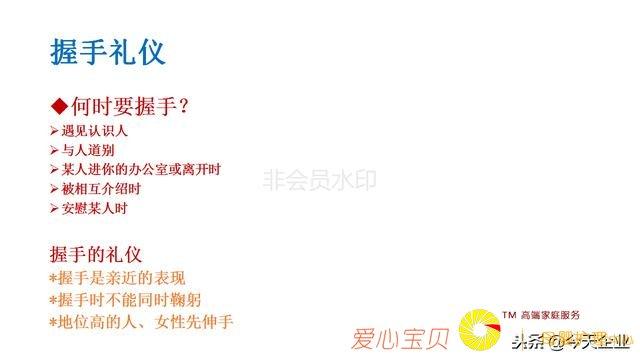 握手礼仪
◆何时要握手？
➢遇见认识人
➢与人道别
➢某人进你的办公室或离开时
➢被相互介绍时
➢安慰某人时
非会员水印
握手的礼仪
*握手是亲近的表现
*握手时不能同时鞠躬
*地位高的人、女性先伸手
爱心宝贝
TM 高端家庭服务
头条@今天企业